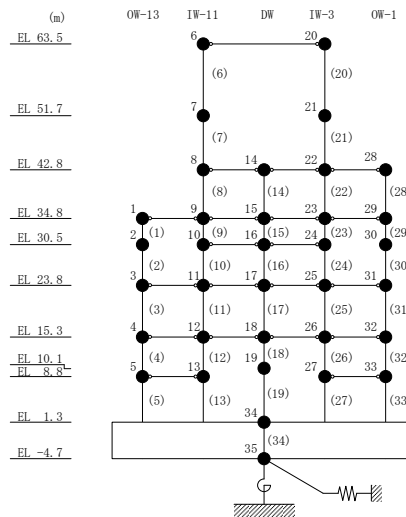 (m) OW-13 IW-11 DW IW-3 OW-1
EL 63.5 6 20
(6) (20)
EL 51.7 7 21
(7) (21)
EL 42.8 8 14 22 28
(8) (14) (22) (28
EL 34.8 1 9 15 23 29
(1) (9) (15) (23) (29
EL 30.5 2 10 16 24 30
(2) (10) (16) (24) (30
EL 23.8 3 11 17 25 31
(3) (11) (17) (25) (31
EL 15.3 4 12 18 26 32
(4) (12) (18) (26) (32
EL 10.1 19
EL 8.8 5 13 27 33
(5) (13) (19) (27) (33
EL 1.3 34
(34)
EL -4.7 35